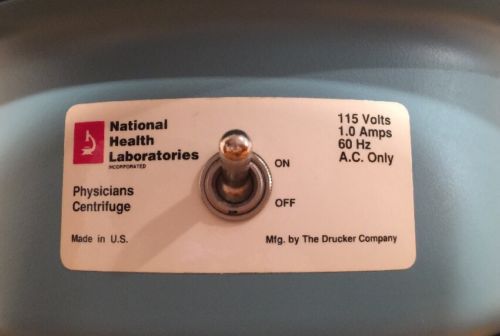 National
Health
Laboratories
INCORPORATED
115 Volts
1.0 Amps
60 Hz
A.C. Only
Physicians
Centrifuge
ON
OFF
Made in U.S.
Mfg. by The Drucker Company